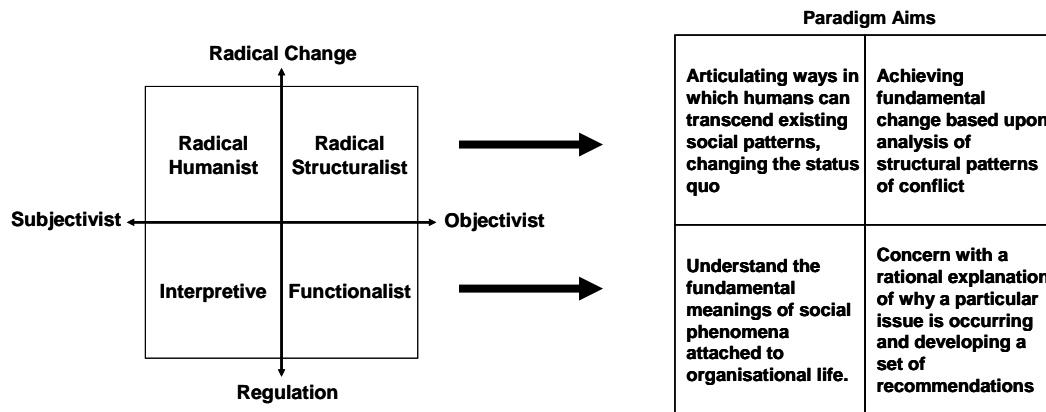 Paradigm Aims
Radical Change
Radical
Humanist
Radical
Structuralist
Subjectivist
Objectivist
Interpretive
Functionalist
Regulation
Articulating ways in
which humans can
transcend existing
social patterns,
changing the status
quo
Achieving
fundamental
change based upon
analysis of
structural patterns
of conflict
Understand the
fundamental
meanings of social
phenomena
attached to
organisational life.
Concern with a
rational explanation
of why a particular
issue is occurring
and developing a
set of
recommendations